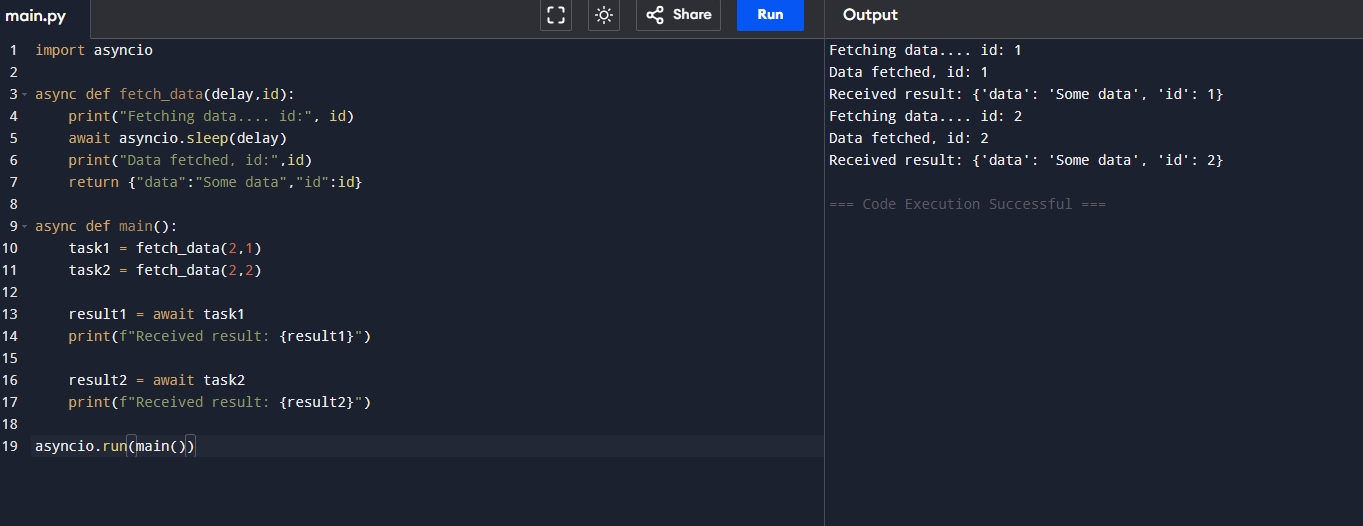 main.py
Share
Run
Output
1 import asyncio
2
3 async def fetch_data(delay,id):
4     print("Fetching data.... id:", id)
5     await asyncio.sleep(delay)
6     print("Data fetched, id:",id)
7     return {"data":"Some data","id":id}
8
9 async def main():
10     task1 = fetch_data(2,1)
11     task2 = fetch_data(2,2)
12
13     result1 = await task1
14     print(f"Received result: {result1}")
15
16     result2 = await task2
17     print(f"Received result: {result2}")
18
19 asyncio.run(main())
Fetching data.... id: 1
Data fetched, id: 1
Received result: {'data': 'Some data', 'id': 1}
Fetching data.... id: 2
Data fetched, id: 2
Received result: {'data': 'Some data', 'id': 2}
=== Code Execution Successful ===